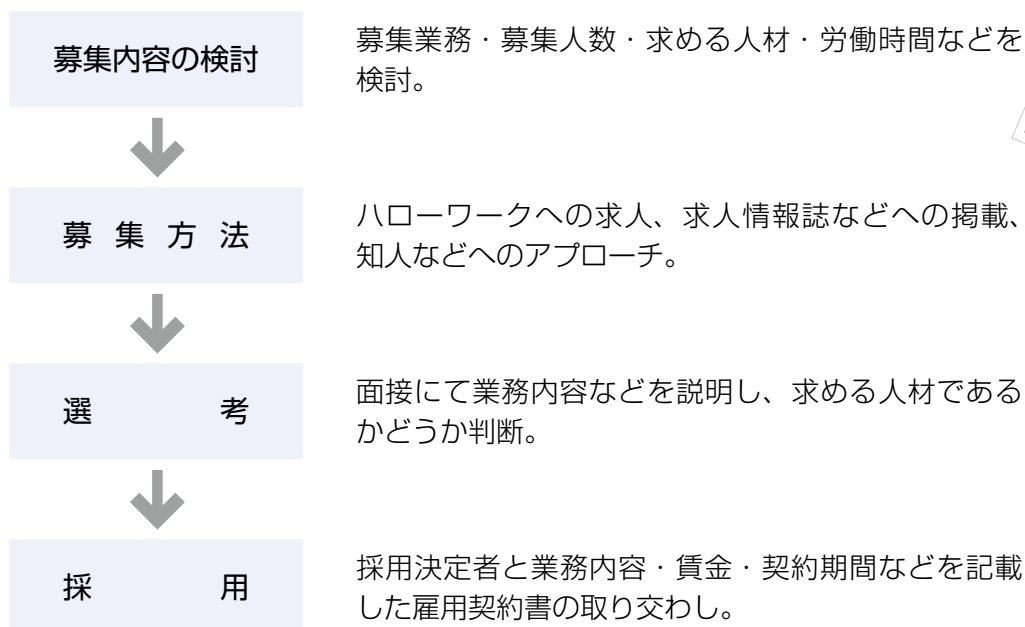 募集内容の検討
募集業務・募集人数・求める人材・労働時間などを
検討。
募集方法
ハローワークへの求人、求人情報誌などへの掲載、
知人などへのアプローチ。
選考
面接にて業務内容などを説明し、求める人材である
かどうか判断。
採用
採用決定者と業務内容・賃金・契約期間などを記載
した雇用契約書の取り交わし。